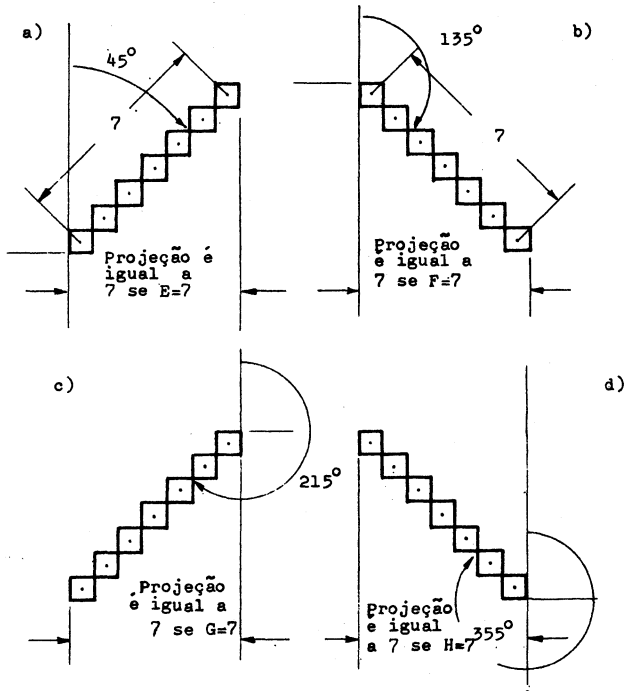 a)
45°
7
Projeção é
igual a
7 se E=7
b)
135°
7
Projeção
é igual a
7 se F=7
c)
215°
Projeção
é igual a
7 se G=7
d)
Projeção
é igual
a 7 se H=7
355°